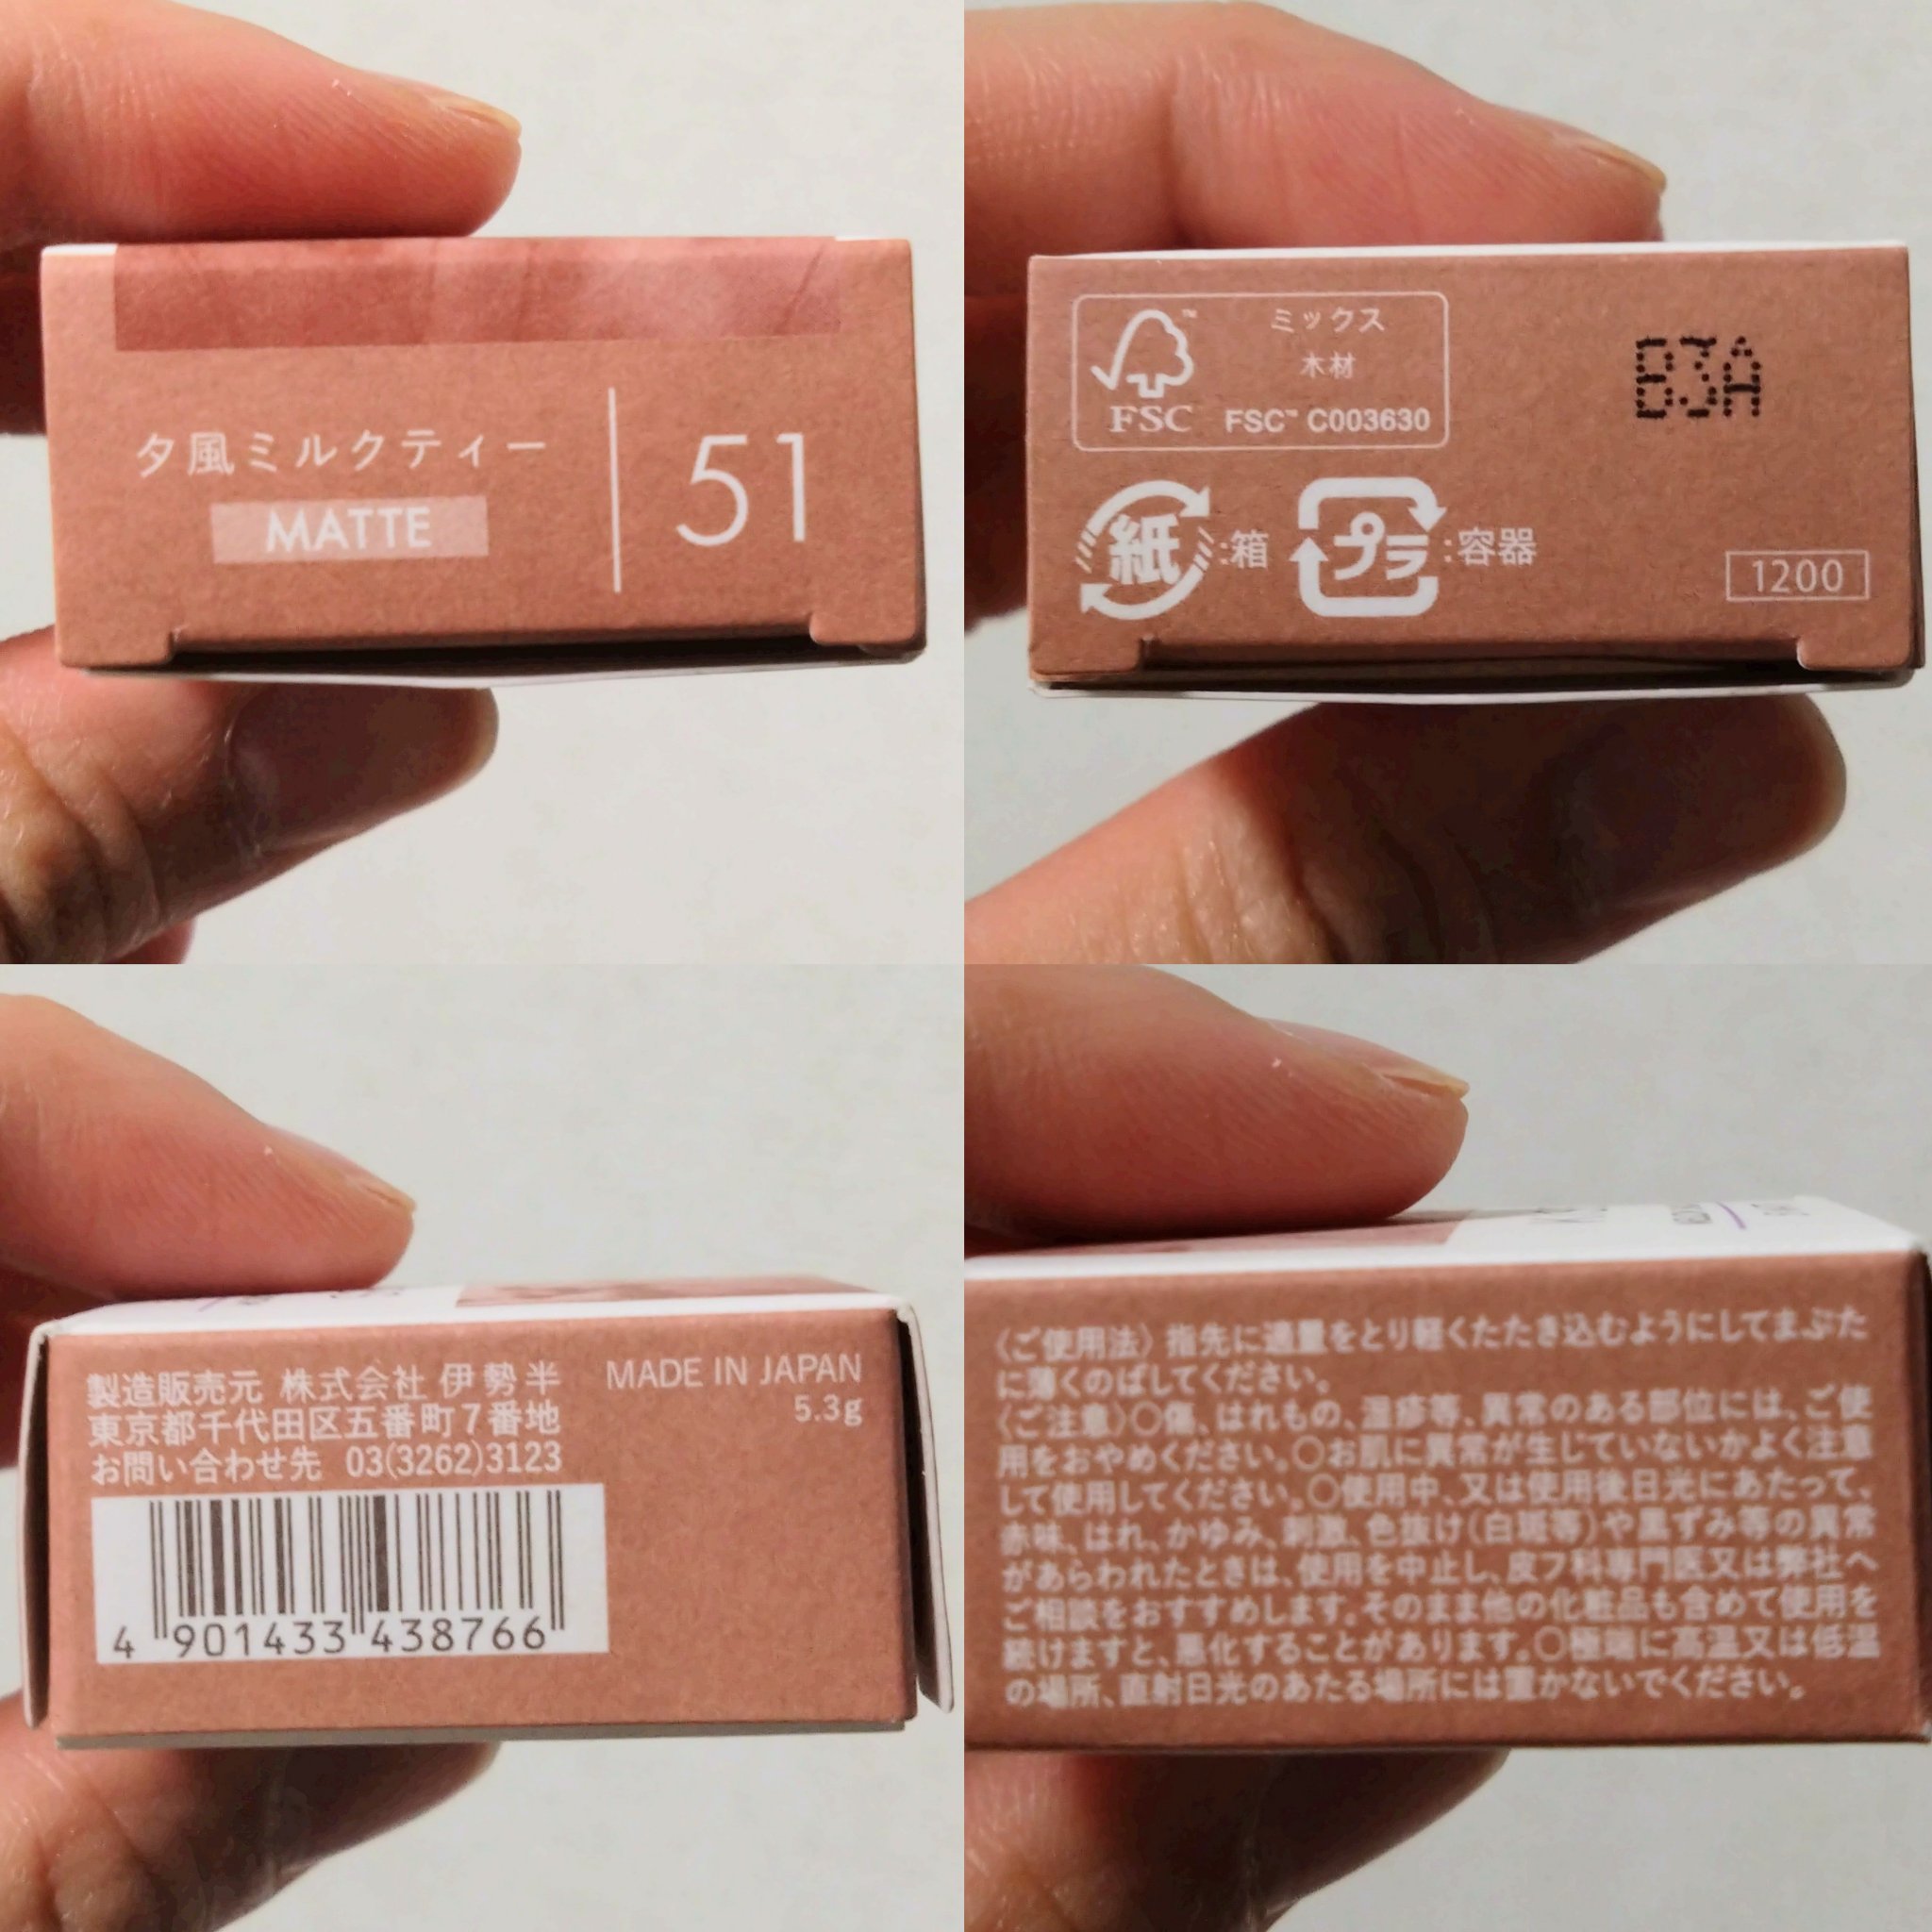 夕風ミルクティー
MATTE
51
ミックス
木材
FSC™ C003630
FSC
™
B3A
紙:箱
プラ:容器
1200
製造販売元 株式会社 伊勢半
東京都千代田区五番町7番地
お問い合わせ先 03(3262)3123
MADE IN JAPAN
5.3g
4 901433 438766
〈ご使用法〉指先に適量をとり軽くたたき込むようにしてまぶた
に薄くのばしてください。
〈ご注意〉○傷、はれもの、湿疹等、異常のある部位には、ご使
用をおやめください。○お肌に異常が生じていないかよく注意
して使用してください。○使用中、又は使用後日光にあたって、
赤味、はれ、かゆみ、刺激、色抜け(白斑等)や黒ずみ等の異常
があらわれたときは、使用を中止し、皮フ科専門医又は弊社へ
ご相談をおすすめします。そのまま他の化粧品も含めて使用を
続けますと、悪化することがあります。○極端に高温又は低温
の場所、直射日光のあたる場所には置かないでください。